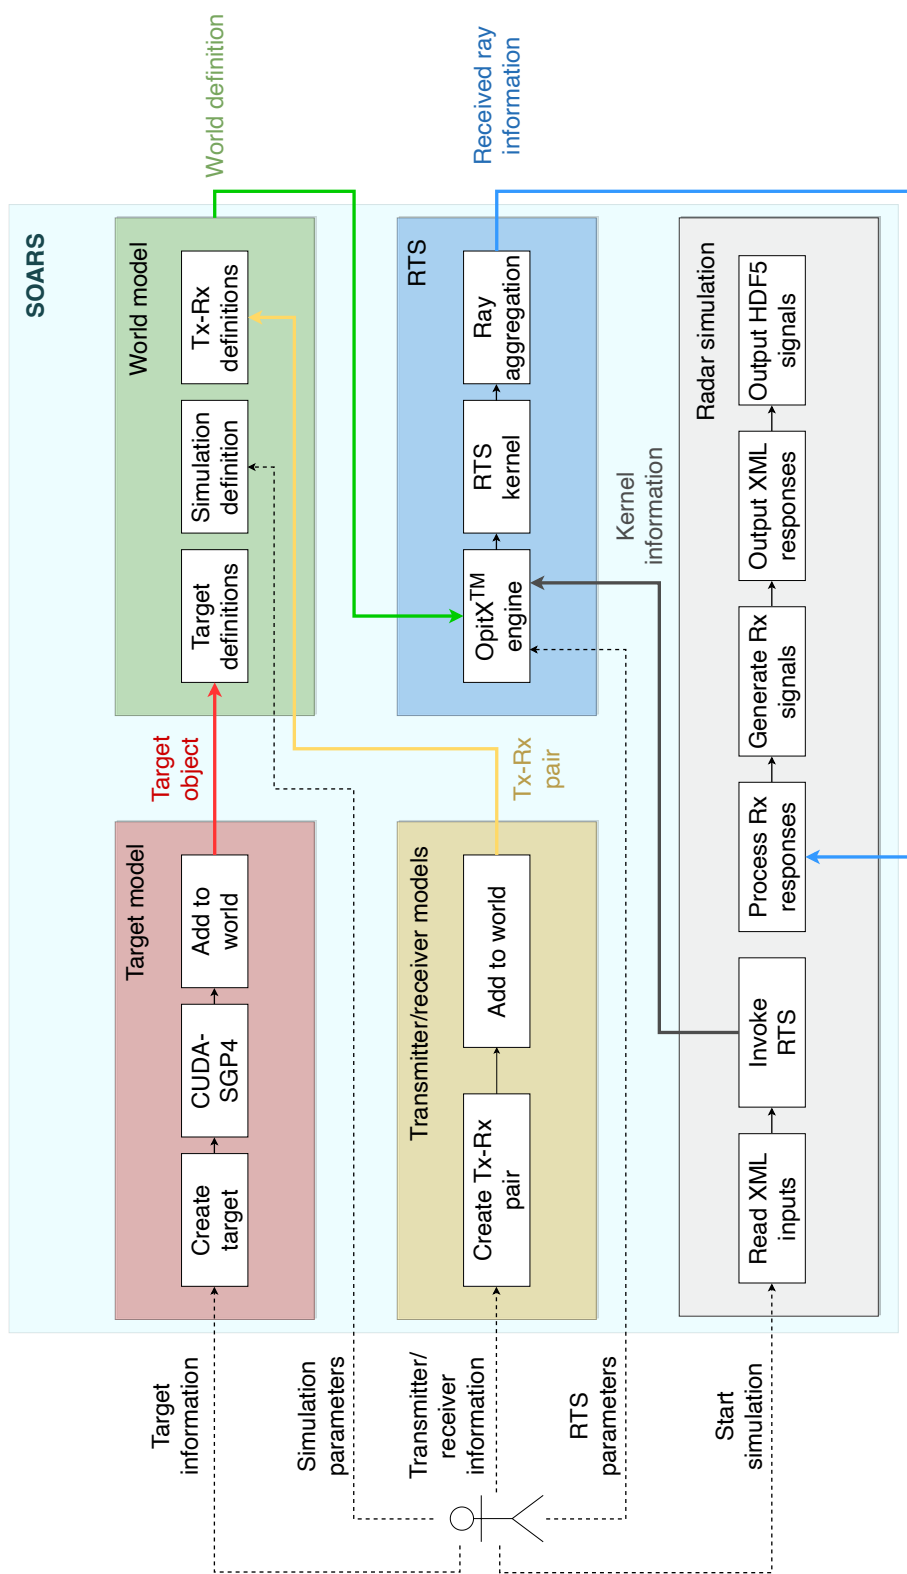 SOARS
Target
information
Target model
Create
target
CUDA-
SGP4
Add to
world
Target
object
World model
Target
definitions
Simulation
definition
Tx-Rx
definitions
World definition
Simulation
parameters
Transmitter/
receiver
information
Transmitter/receiver models
Create Tx-Rx
pair
Add to world
Tx-Rx
pair
RTS
OpitX™
engine
RTS
kernel
Ray
aggregation
Received ray
information
RTS
parameters
Kernel
information
Start
simulation
Radar simulation
Read XML
inputs
Invoke
RTS
Process Rx
responses
Generate Rx
signals
Output XML
responses
Output HDF5
signals